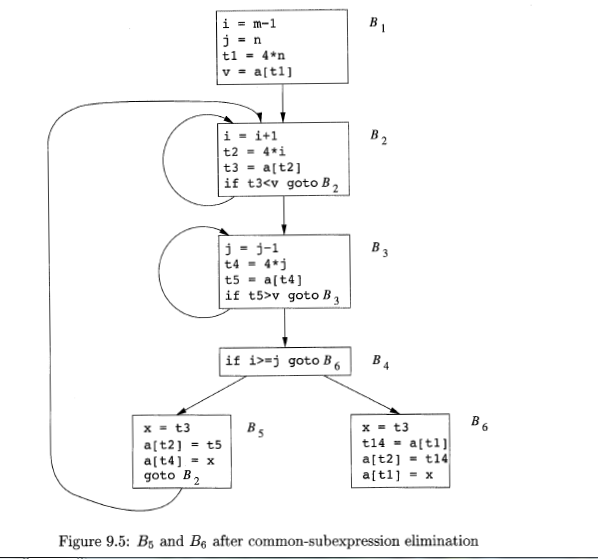 i = m-1
j = n
t1 = 4*n
v = a[t1]
B1
i = i+1
t2 = 4*i
t3 = a[t2]
if t3<v goto B2
B2
j = j-1
t4 = 4*j
t5 = a[t4]
if t5>v goto B3
B3
if i>=j goto B6
B4
x = t3
a[t2] = t5
a[t4] = x
goto B2
B5
x = t3
t14 = a[t1]
a[t2] = t14
a[t1] = x
B6
Figure 9.5: B5 and B6 after common-subexpression elimination